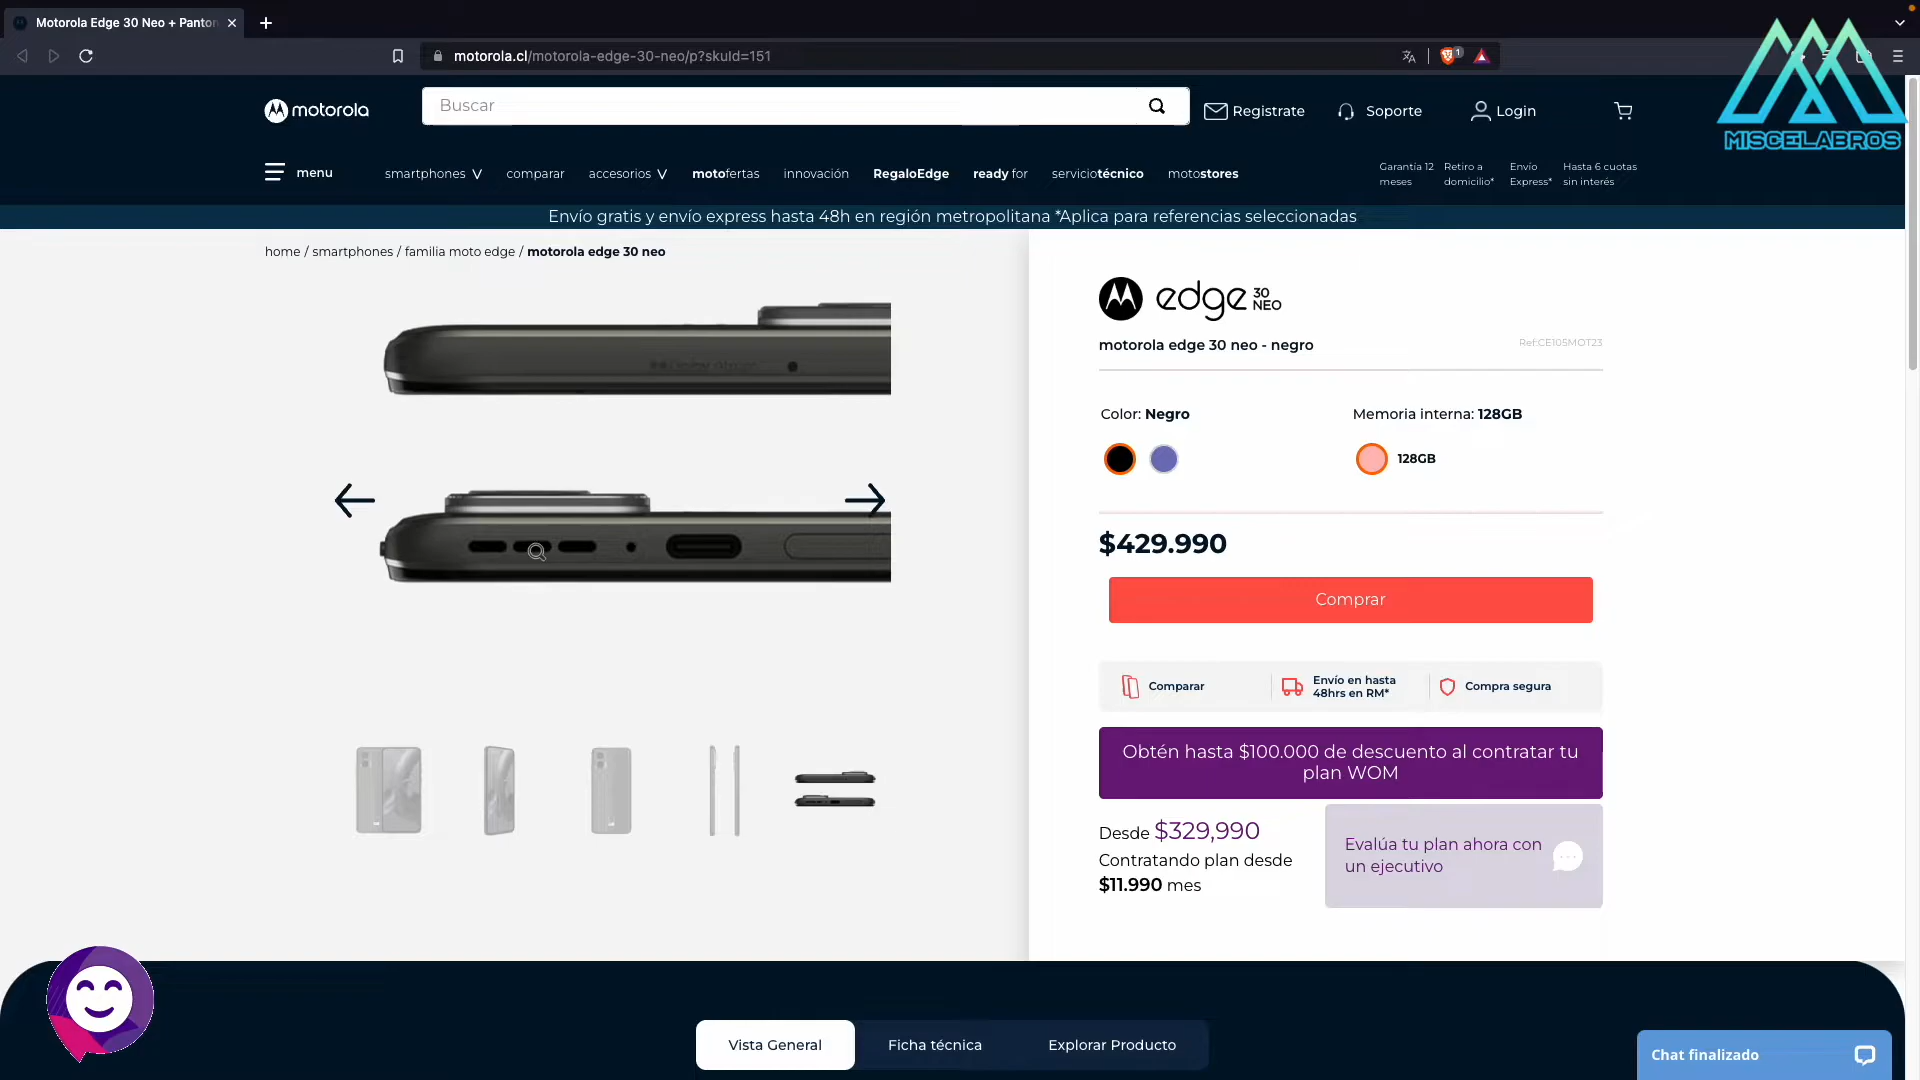 Motorola Edge 30 Neo + Panton
motorola.cl/motorola-edge-30-neo/p?skuId=151
1
MISCELABROS
motorola
Buscar
Registrate
Soporte
Login
menu
smartphones
comparar
accesorios
motofertas
innovación
RegaloEdge
ready for
serviciotécnico
motostores
Garantía 12
meses
Retiro a
domicilio*
Envío
Express*
Hasta 6 cuotas
sin interés
Envío gratis y envío express hasta 48h en región metropolitana *Aplica para referencias seleccionadas
home / smartphones / familia moto edge / motorola edge 30 neo
edge 30 NEO
motorola edge 30 neo - negro
Ref:CE105MOT23
Color: Negro
Memoria interna: 128GB
128GB
$429.990
Comprar
Comparar
Envío en hasta
48hrs en RM*
Compra segura
Obtén hasta $100.000 de descuento al contratar tu
plan WOM
Desde $329,990
Contratando plan desde
$11.990 mes
Evalúa tu plan ahora con
un ejecutivo
Vista General
Ficha técnica
Explorar Producto
Chat finalizado